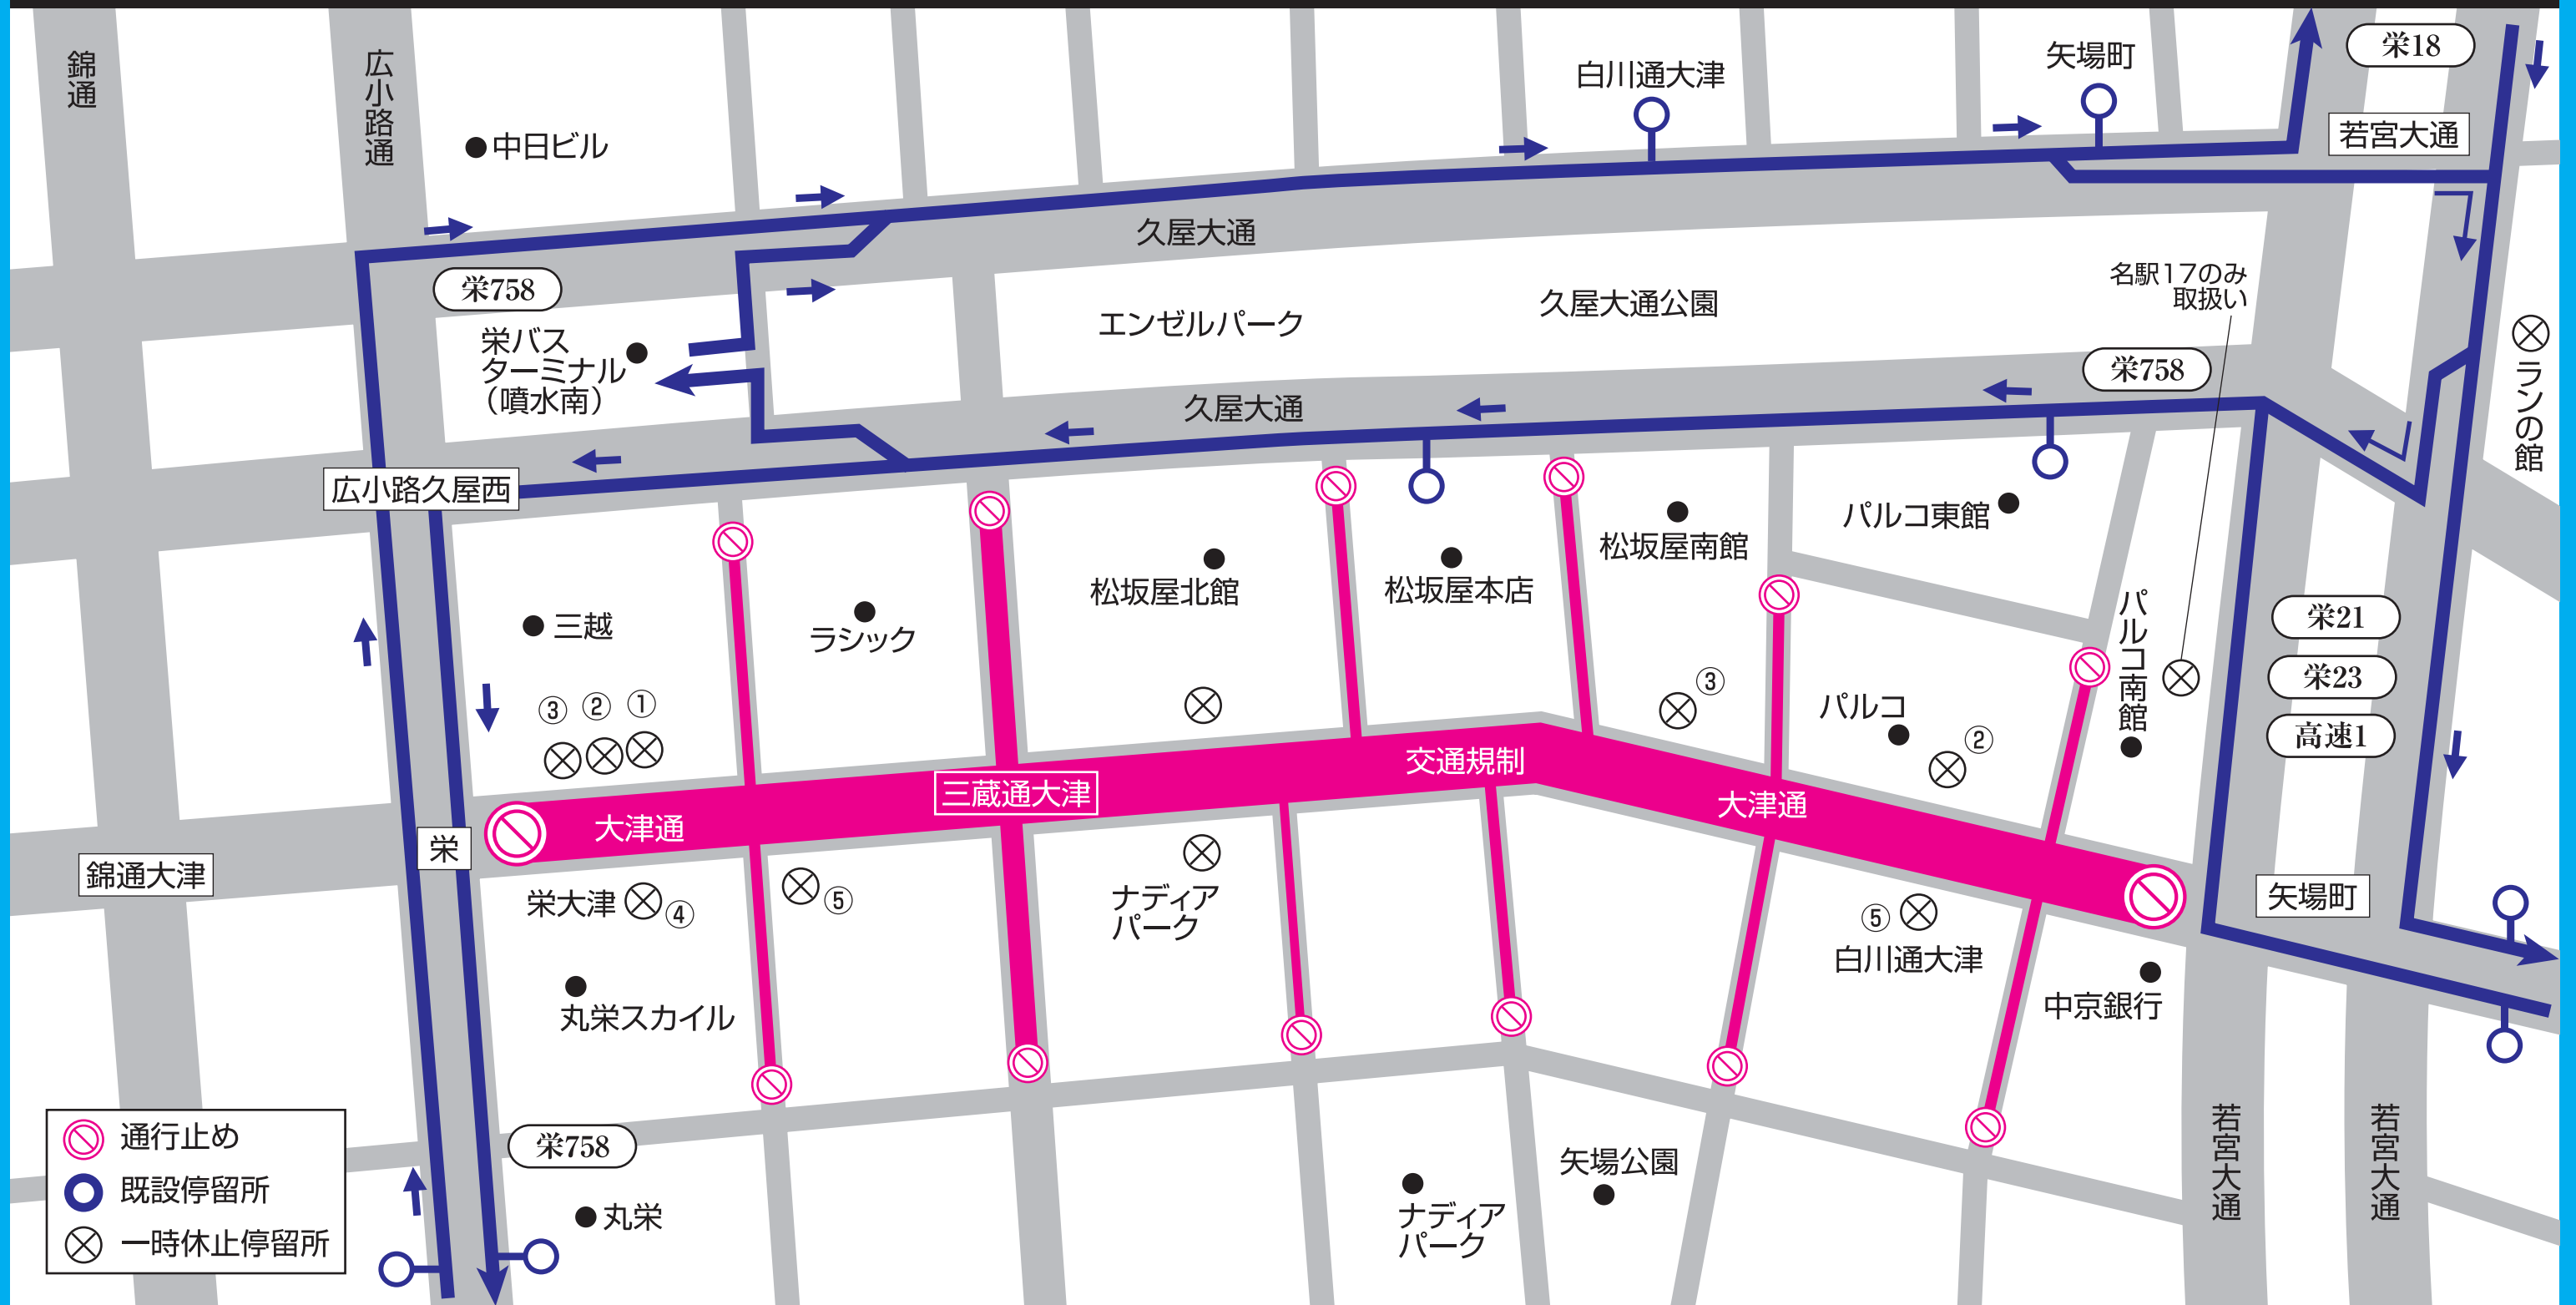 錦通
広小路通
中日ビル
白川通大津
矢場町
栄18
若宮大通
久屋大通
栄758
栄バス
ターミナル
（噴水南）
エンゼルパーク
久屋大通公園
名駅17のみ
取扱い
栄758
ランの館
久屋大通
広小路久屋西
三越
ラシック
松坂屋北館
松坂屋本店
松坂屋南館
パルコ東館
パルコ
パルコ南館
栄21
栄23
高速1
③
②
①
③
②
大津通
三蔵通大津
交通規制
大津通
栄
錦通大津
矢場町
栄大津
④
⑤
ナディア
パーク
⑤
白川通大津
丸栄スカイル
中京銀行
栄758
丸栄
ナディア
パーク
矢場公園
若宮大通
若宮大通
通行止め
既設停留所
一時休止停留所